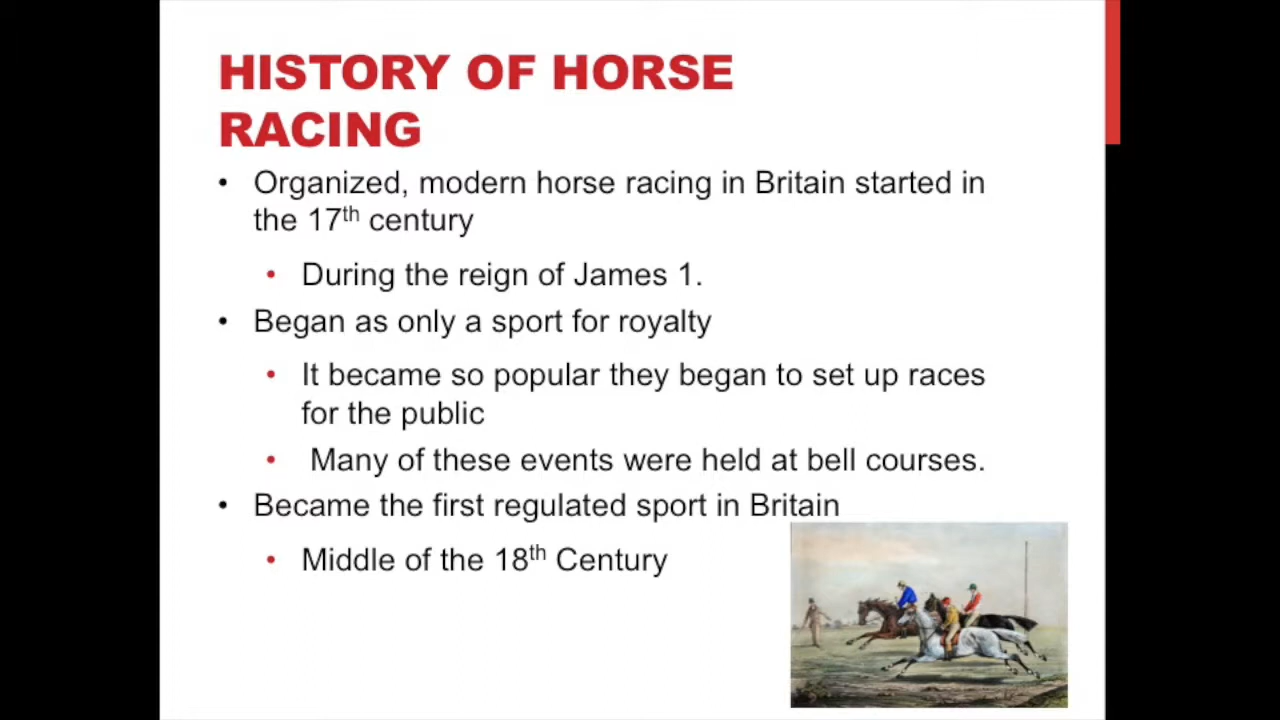 HISTORY OF HORSE
RACING
• Organized, modern horse racing in Britain started in
the 17th century
• During the reign of James 1.
• Began as only a sport for royalty
• It became so popular they began to set up races
for the public
• Many of these events were held at bell courses.
• Became the first regulated sport in Britain
• Middle of the 18th Century